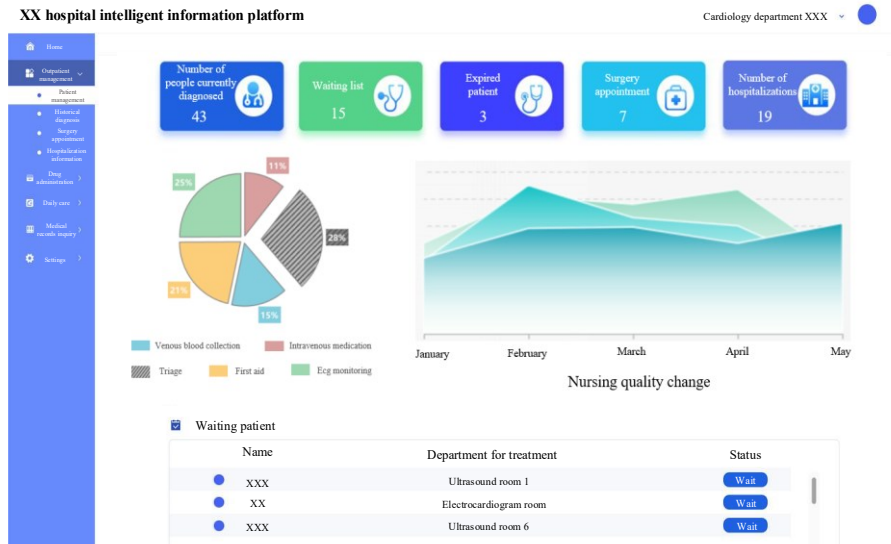 XX hospital intelligent information platform
Cardiology department XXX
Home
Outpatient
management
Patient
management
Historical
diagnosis
Surgery
appointment
Hospitalization
information
Drug
administration
Daily care
Medical
records inquiry
Settings
Number of
people currently
diagnosed
43
Waiting list
15
Expired
patient
3
Surgery
appointment
7
Number of
hospitalizations
19
11%
25%
28%
21%
15%
Venous blood collection
Intravenous medication
Triage
First aid
Ecg monitoring
January
February
March
April
May
Nursing quality change
Waiting patient
Name
Department for treatment
Status
XXX
Ultrasound room 1
Wait
XX
Electrocardiogram room
Wait
XXX
Ultrasound room 6
Wait